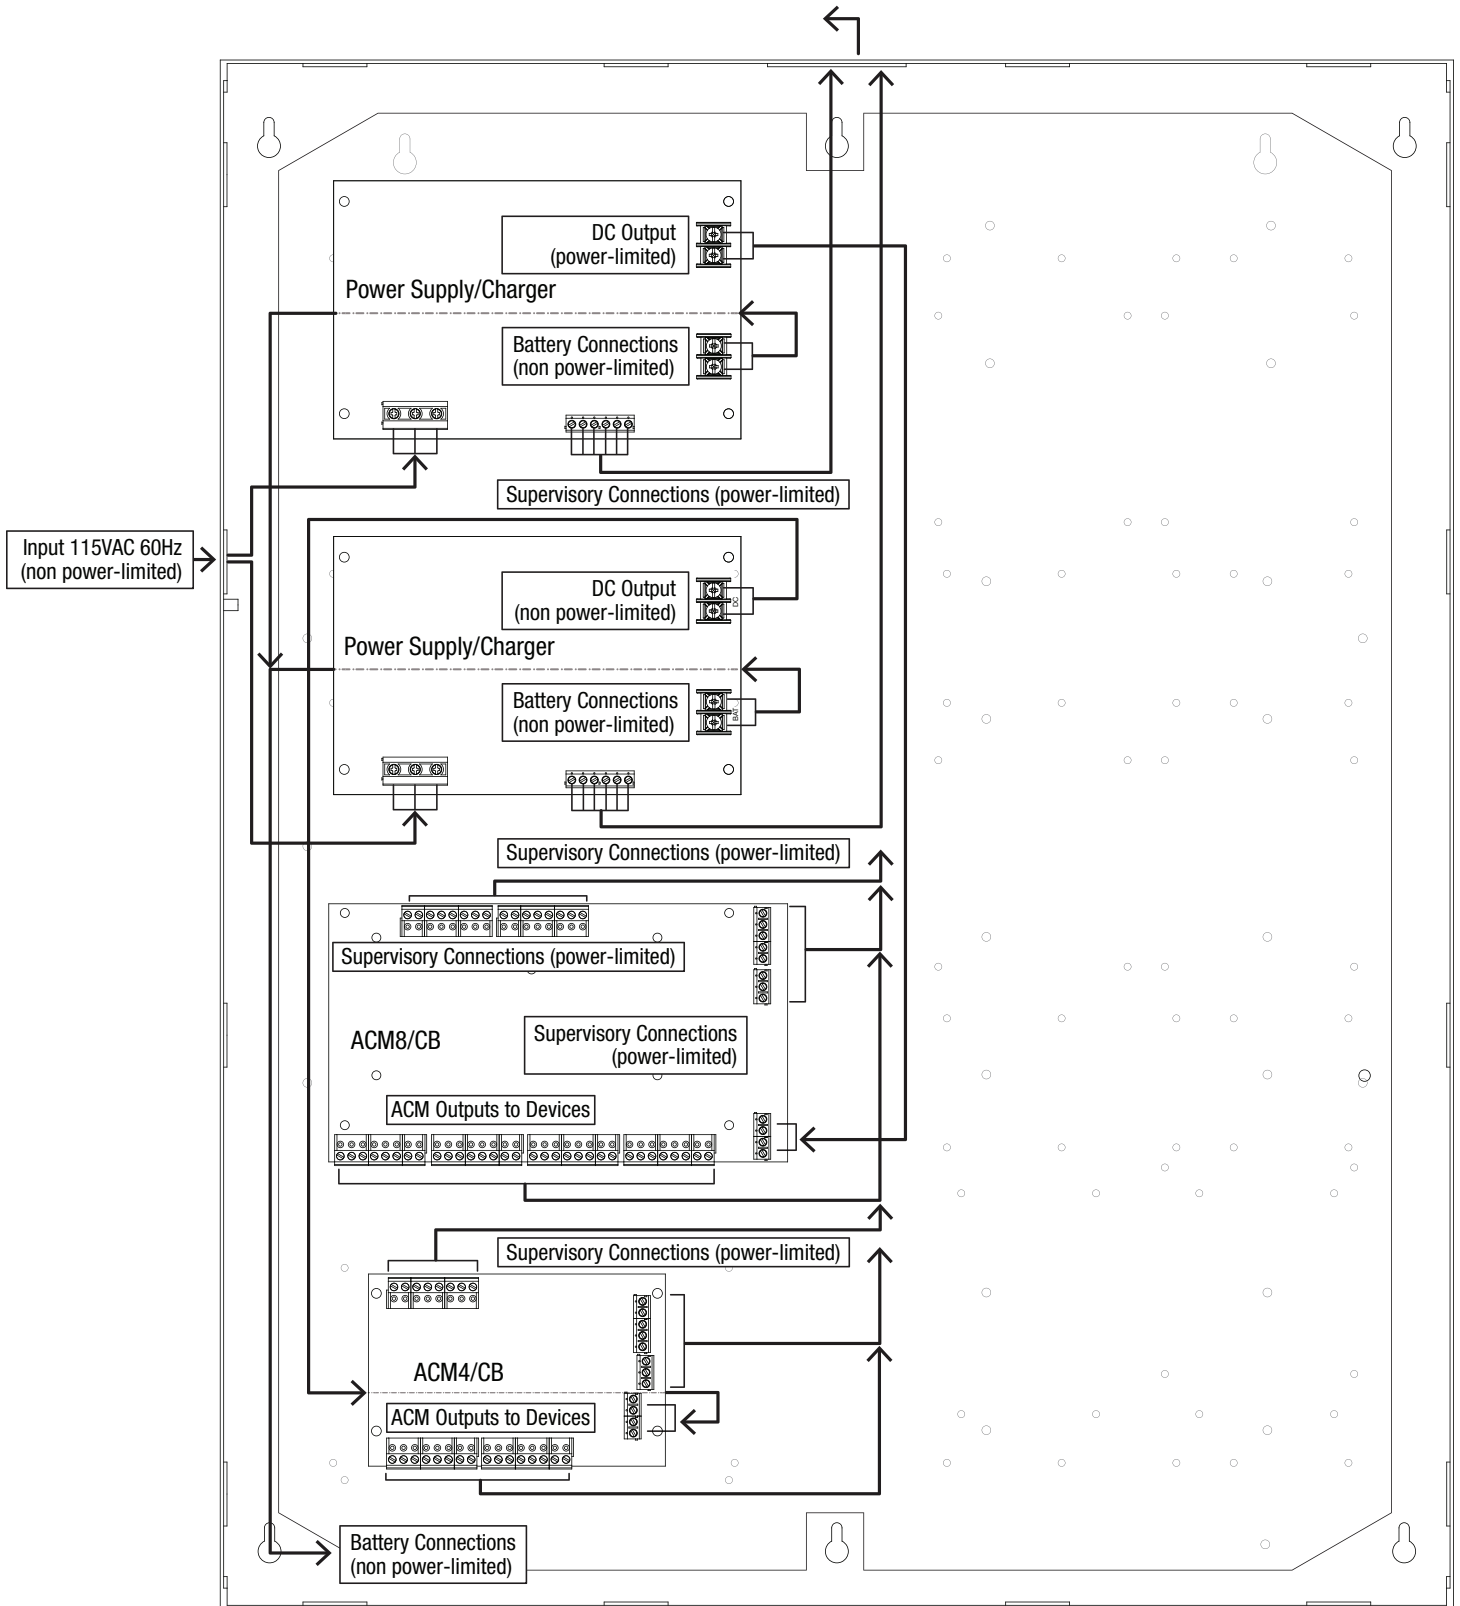 DC Output
(power-limited)
Power Supply/Charger
Battery Connections
(non power-limited)
Supervisory Connections (power-limited)
Input 115VAC 60Hz
(non power-limited)
DC Output
(non power-limited)
DC
Power Supply/Charger
Battery Connections
(non power-limited)
BAT
Supervisory Connections (power-limited)
Supervisory Connections (power-limited)
ACM8/CB
Supervisory Connections
(power-limited)
ACM Outputs to Devices
Supervisory Connections (power-limited)
ACM4/CB
ACM Outputs to Devices
Battery Connections
(non power-limited)